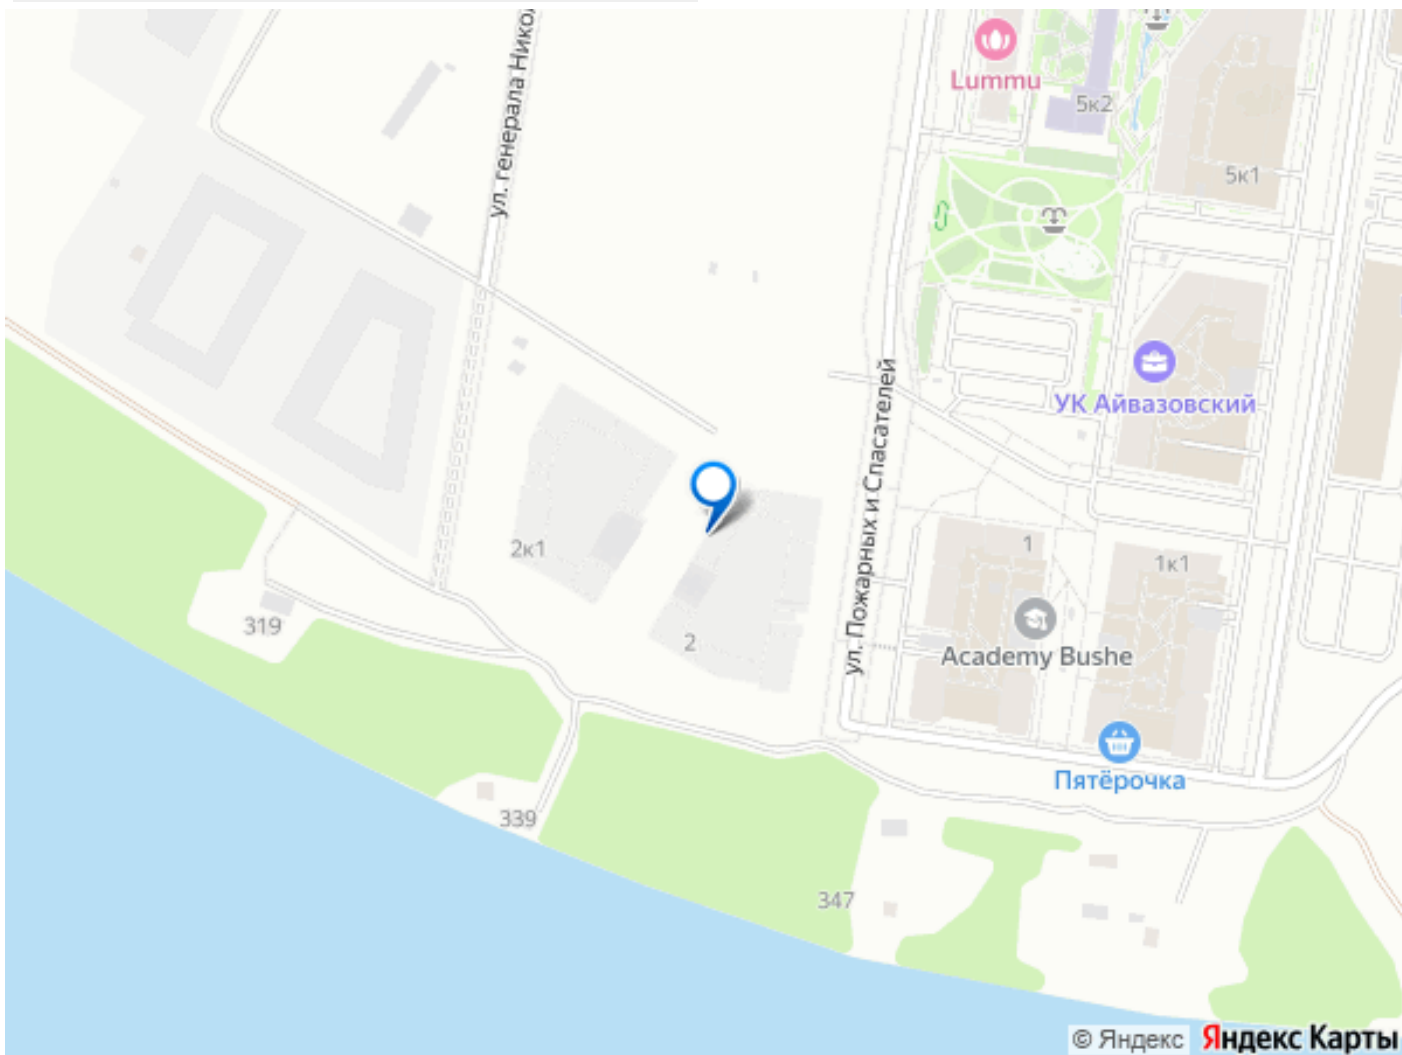 ул. генерала Нико
Lummu
5к2
5к1
УК Айвазовский
ул. Пожарных и Спасателей
2к1
2
1
1к1
319
Academy Bushe
Пятёрочка
339
347
© Яндекс Яндекс Карты